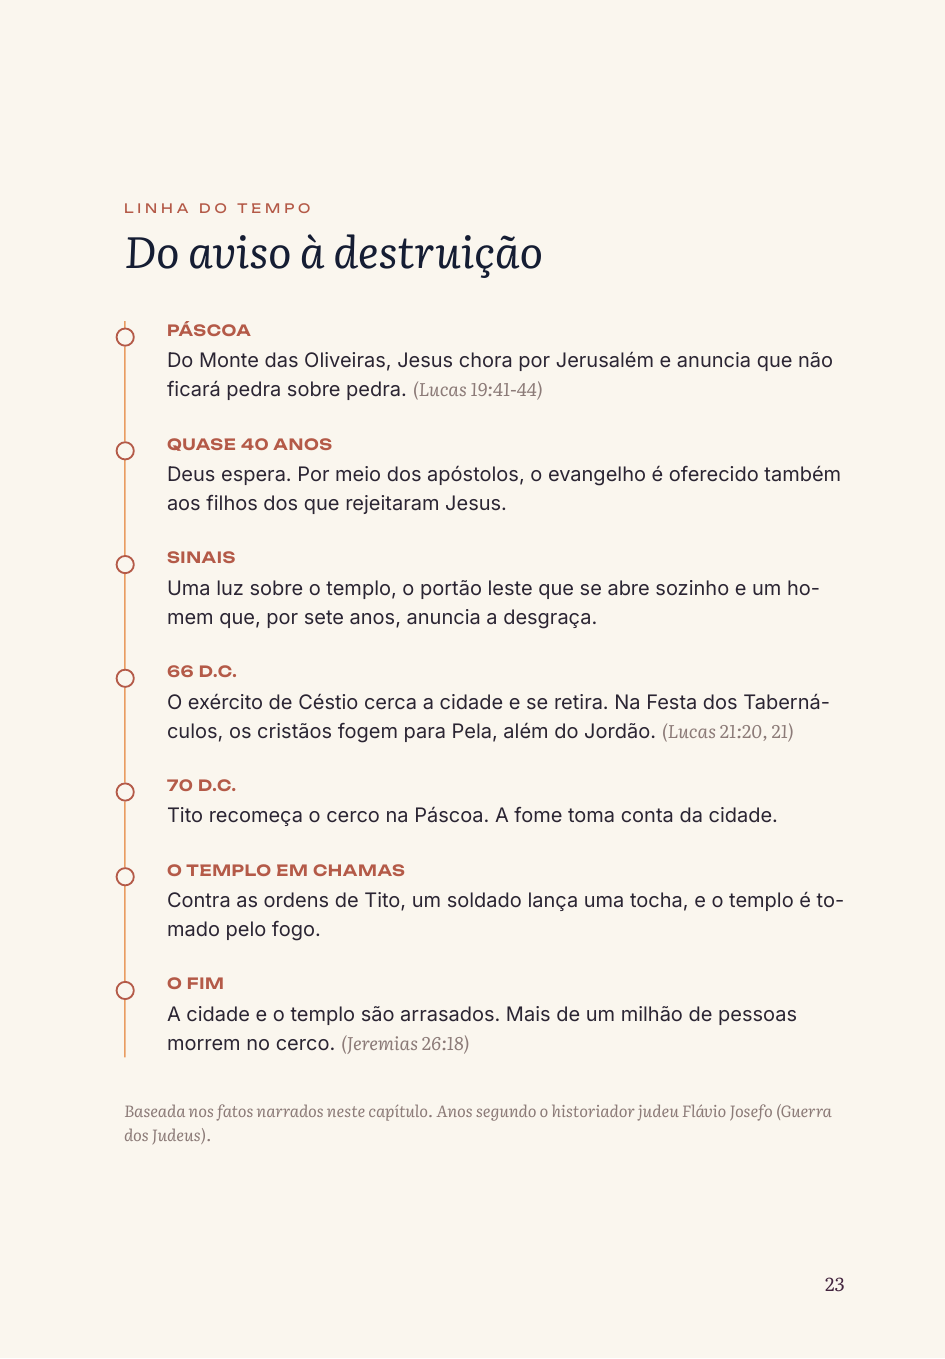 LINHA DO TEMPO
Do aviso à destruição
PÁSCOA
Do Monte das Oliveiras, Jesus chora por Jerusalém e anuncia que não
ficará pedra sobre pedra. (Lucas 19:41-44)
QUASE 40 ANOS
Deus espera. Por meio dos apóstolos, o evangelho é oferecido também
aos filhos dos que rejeitaram Jesus.
SINAIS
Uma luz sobre o templo, o portão leste que se abre sozinho e um ho-
mem que, por sete anos, anuncia a desgraça.
66 D.C.
O exército de Céstio cerca a cidade e se retira. Na Festa dos Taberná-
culos, os cristãos fogem para Pela, além do Jordão. (Lucas 21:20, 21)
70 D.C.
Tito recomeça o cerco na Páscoa. A fome toma conta da cidade.
O TEMPLO EM CHAMAS
Contra as ordens de Tito, um soldado lança uma tocha, e o templo é to-
mado pelo fogo.
O FIM
A cidade e o templo são arrasados. Mais de um milhão de pessoas
morrem no cerco. (Jeremias 26:18)
Baseada nos fatos narrados neste capítulo. Anos segundo o historiador judeu Flávio Josefo (Guerra
dos Judeus).
23